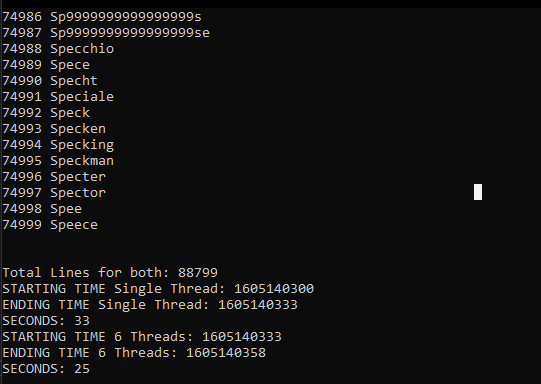 74986 Sp9999999999999999s
74987 Sp9999999999999999se
74988 Specchio
74989 Spece
74990 Specht
74991 Speciale
74992 Speck
74993 Specken
74994 Specking
74995 Speckman
74996 Specter
74997 Spector
74998 Spee
74999 Speece
Total Lines for both: 88799
STARTING TIME Single Thread: 1605140300
ENDING TIME Single Thread: 1605140333
SECONDS: 33
STARTING TIME 6 Threads: 1605140333
ENDING TIME 6 Threads: 1605140358
SECONDS: 25